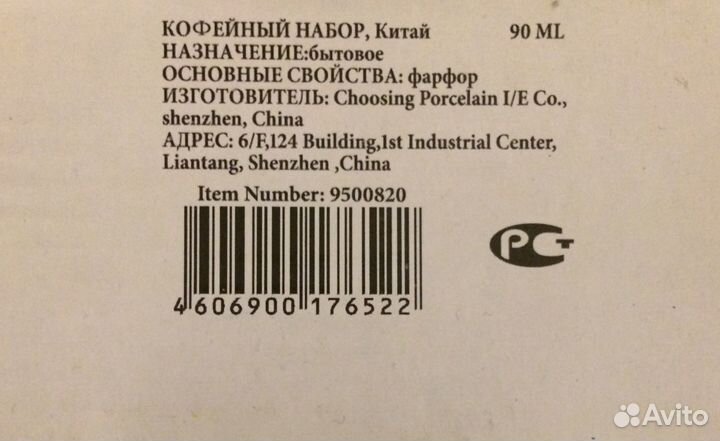 КОФЕЙНЫЙ НАБОР, Китай 90 ML
НАЗНАЧЕНИЕ:бытовое
ОСНОВНЫЕ СВОЙСТВА: фарфор
ИЗГОТОВИТЕЛЬ: Choosing Porcelain I/E Co.,
shenzhen, China
АДРЕС: 6/F,124 Building,1st Industrial Center,
Liantang, Shenzhen ,China
Item Number: 9500820
РСТ
4 606900 176522
Avito